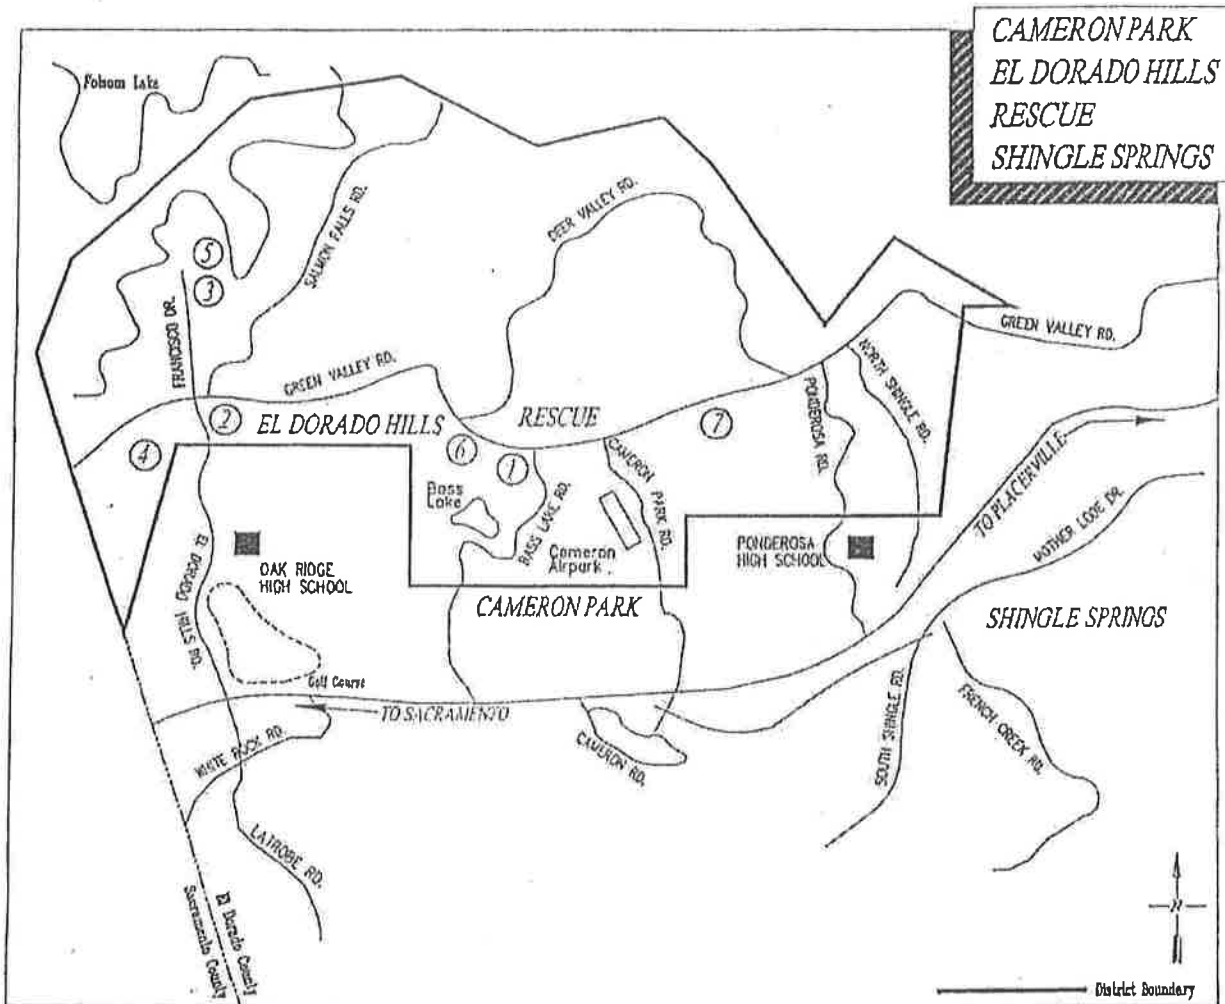 CAMERON PARK
EL DORADO HILLS
RESCUE
SHINGLE SPRINGS
Folsom Lake
SALMON FALLS RD.
DEER VALLEY RD.
5
3
FRANCISCO DR.
GREEN VALLEY RD.
GREEN VALLEY RD.
NORTH SHINGLE RD.
PONDEROSA RD.
2
EL DORADO HILLS
RESCUE
7
4
6
1
CAMERON PARK RD.
Bass
Lake
BASS LAKE RD.
Cameron
Airpark
TO PLACERVILLE
MOTHER LODE DR.
OAK RIDGE
HIGH SCHOOL
PONDEROSA
HIGH SCHOOL
EL DORADO HILLS RD.
CAMERON PARK
SHINGLE SPRINGS
Golf Course
TO SACRAMENTO
WHITE ROCK RD.
CAMERON RD.
SOUTH SHINGLE RD.
FRENCH CREEK RD.
LATROBE RD.
El Dorado County
Sacramento County
N
District Boundary